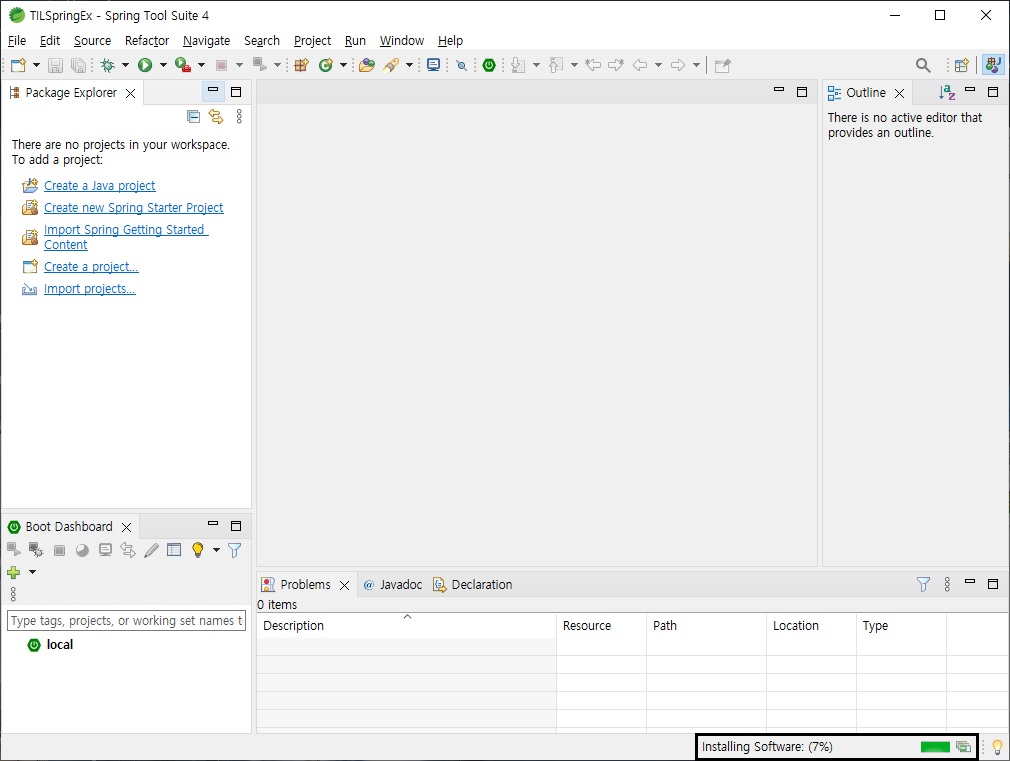 TILSpringEx - Spring Tool Suite 4
File Edit Source Refactor Navigate Search Project Run Window Help
Package Explorer
There are no projects in your workspace.
To add a project:
Create a Java project
Create new Spring Starter Project
Import Spring Getting Started
Content
Create a project...
Import projects...
Outline
There is no active editor that
provides an outline.
Boot Dashboard
Type tags, projects, or working set names t
local
Problems @ Javadoc Declaration
0 items
Description Resource Path Location Type
Installing Software: (7%)